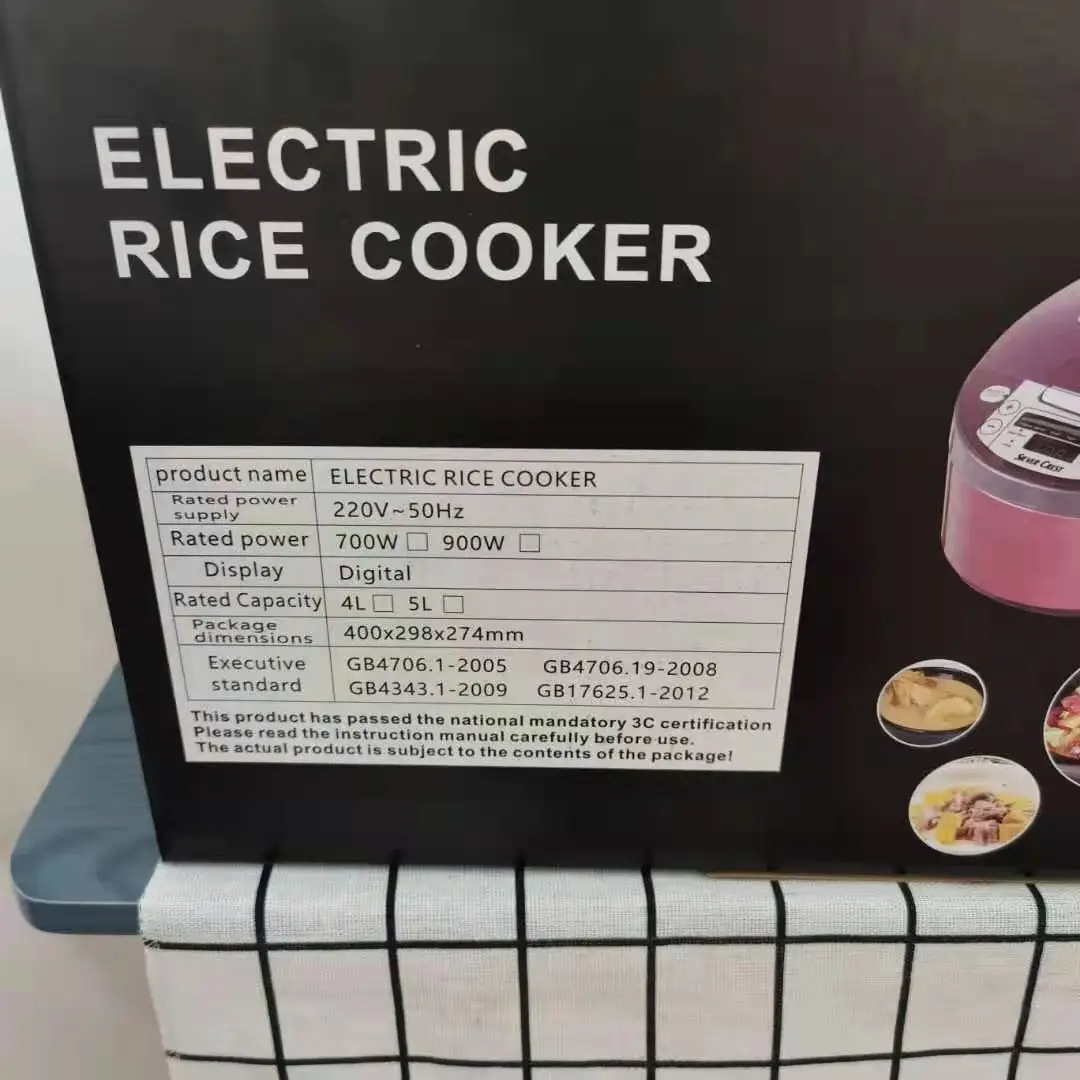 ELECTRIC
RICE COOKER
product name ELECTRIC RICE COOKER
Rated power supply 220V~50Hz
Rated power 700W □ 900W □
Display Digital
Rated Capacity 4L □ 5L □
Package dimensions 400x298x274mm
Executive standard GB4706.1-2005 GB4706.19-2008
GB4343.1-2009 GB17625.1-2012
This product has passed the national mandatory 3C certification
Please read the instruction manual carefully before use.
The actual product is subject to the contents of the package!
SILVER CREST